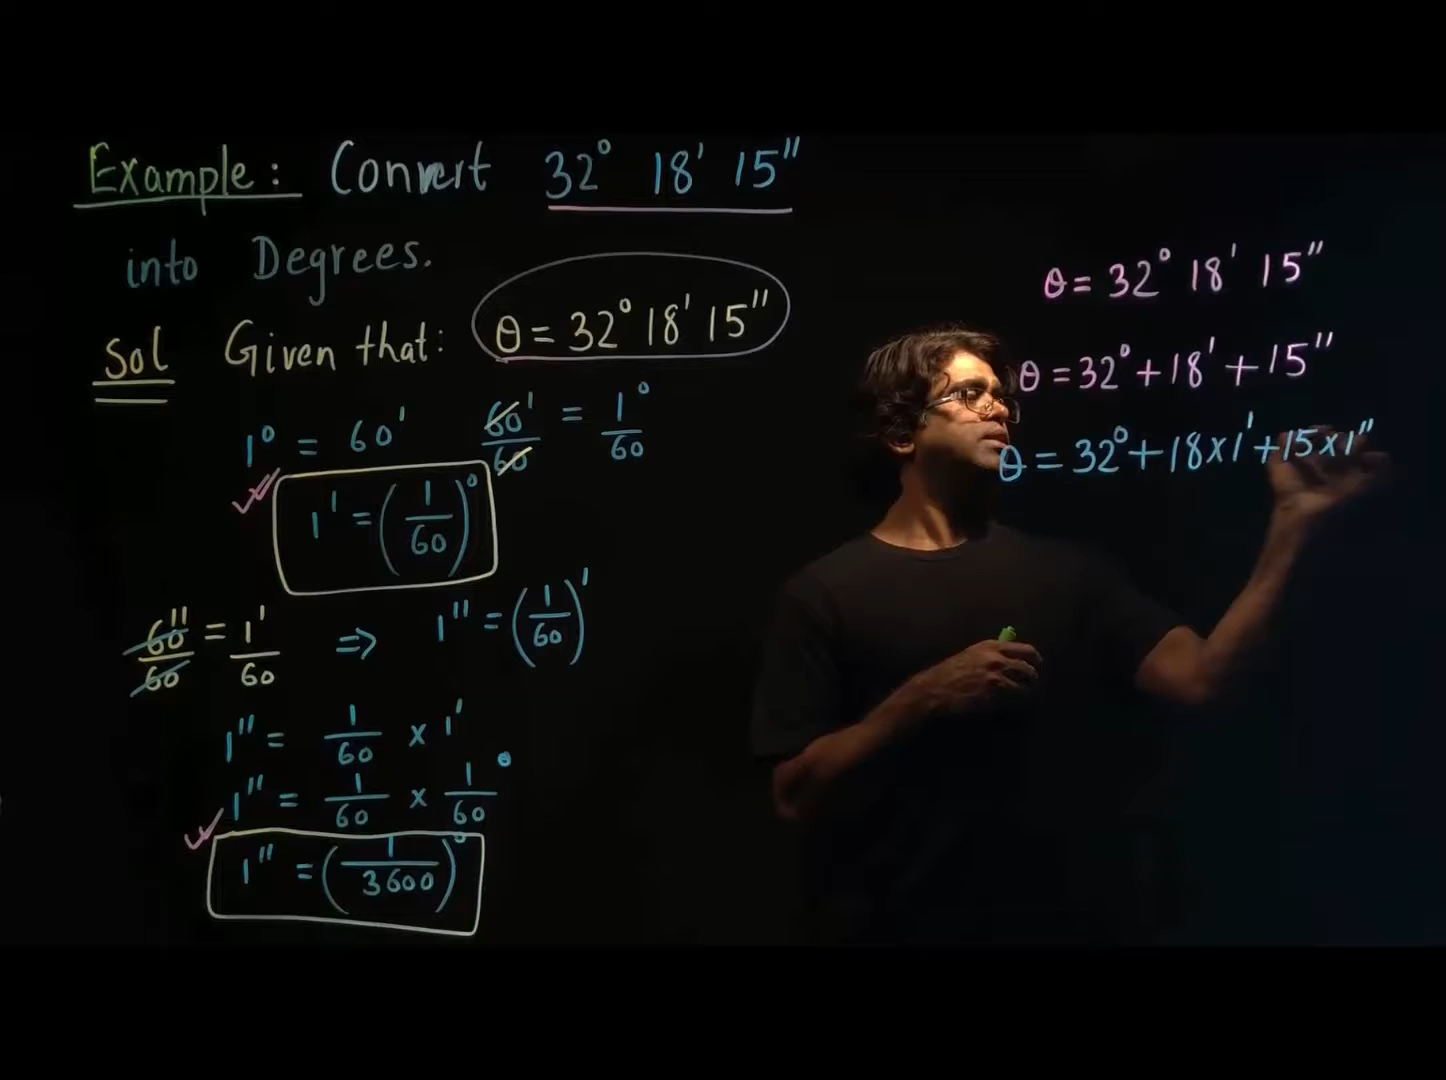 Example: Convert 32° 18' 15"
into Degrees.
Sol Given that: θ = 32° 18' 15"
1° = 60' 60'/60 = 1°/60
1' = (1/60)°
60"/60 = 1'/60 ⇒ 1" = (1/60)'
1" = 1/60 × 1'
1" = 1/60 × 1/60°
1" = (1/3600)°
θ = 32° 18' 15"
θ = 32° + 18' + 15"
θ = 32° + 18 × 1' + 15 × 1"